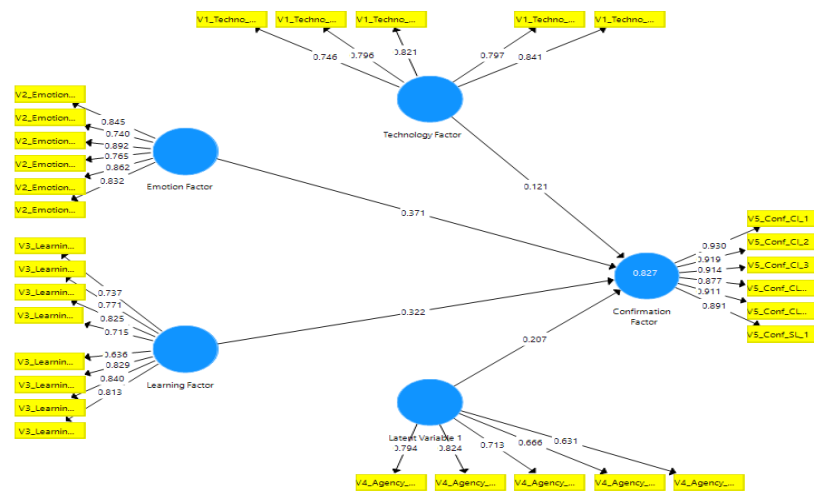 V1_Techno_... V1_Techno_... V1_Techno_... V1_Techno_... V1_Techno_...
0.746 0.796 0.821 0.797 0.841
Technology Factor
V2_Emotion...
V2_Emotion...
V2_Emotion...
V2_Emotion...
V2_Emotion...
V2_Emotion...
0.845
0.740
0.892
0.765
0.862
0.832
Emotion Factor
0.371
0.121
V3_Learnin...
V3_Learnin...
V3_Learnin...
V3_Learnin...
V3_Learnin...
V3_Learnin...
V3_Learnin...
V3_Learnin...
0.737
0.771
0.825
0.715
0.636
0.829
0.840
0.813
Learning Factor
0.322
0.207
0.827
Confirmation
Factor
0.930
0.919
0.914
0.877
0.911
0.891
V5_Conf_CI_1
V5_Conf_CI_2
V5_Conf_CI_3
V5_Conf_CL...
V5_Conf_CL...
V5_Conf_SL_1
Latent Variable 1
0.794 0.824 0.713 0.666 0.631
V4_Agency_... V4_Agency_... V4_Agency_... V4_Agency_... V4_Agency_...